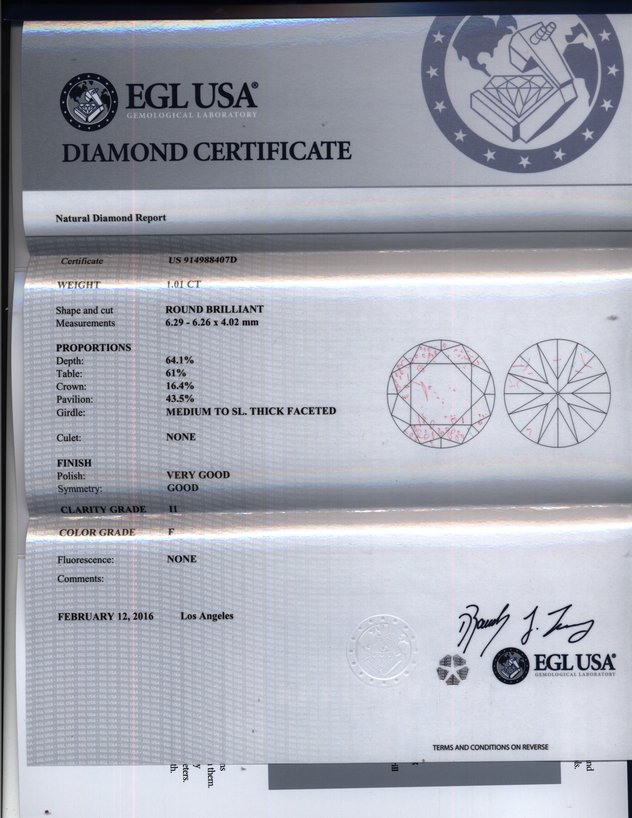 EGL USA®
GEMOLOGICAL LABORATORY
DIAMOND CERTIFICATE
Natural Diamond Report
Certificate US 914988407D
WEIGHT 1.01 CT
Shape and cut ROUND BRILLIANT
Measurements 6.29 - 6.26 x 4.02 mm
PROPORTIONS
Depth: 64.1%
Table: 61%
Crown: 16.4%
Pavilion: 43.5%
Girdle: MEDIUM TO SL. THICK FACETED
Culet: NONE
FINISH
Polish: VERY GOOD
Symmetry: GOOD
CLARITY GRADE I1
COLOR GRADE F
Fluorescence: NONE
Comments:
FEBRUARY 12, 2016 Los Angeles
EGL USA®
GEMOLOGICAL LABORATORY
TERMS AND CONDITIONS ON REVERSE
them.